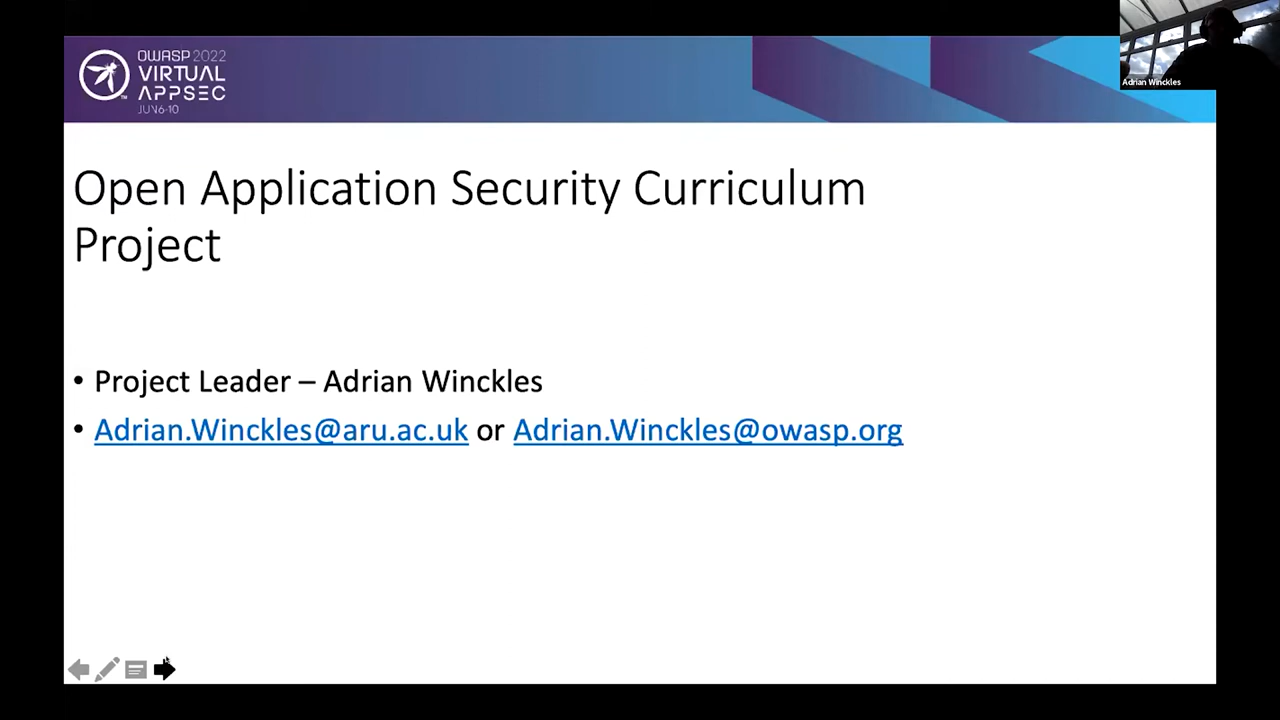 OWASP 2022
VIRTUAL
APPSEC
JUN 6-10
Adrian Winckles
Open Application Security Curriculum
Project
• Project Leader – Adrian Winckles
• Adrian.Winckles@aru.ac.uk or Adrian.Winckles@owasp.org